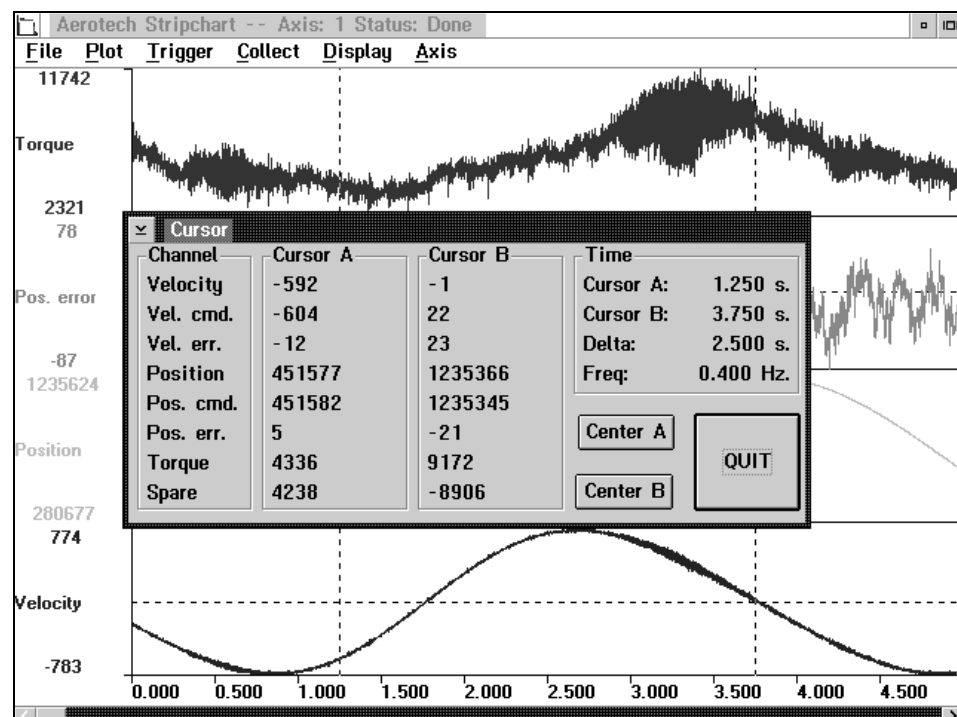 Aerotech Stripchart -- Axis: 1 Status: Done
File Plot Trigger Collect Display Axis
11742
Torque
2321
78
Pos. error
-87
1235624
Position
280677
774
Velocity
-783
Cursor
Channel Cursor A Cursor B
Velocity -592 -1
Vel. cmd. -604 22
Vel. err. -12 23
Position 451577 1235366
Pos. cmd. 451582 1235345
Pos. err. 5 -21
Torque 4336 9172
Spare 4238 -8906
Time
Cursor A: 1.250 s.
Cursor B: 3.750 s.
Delta: 2.500 s.
Freq: 0.400 Hz.
Center A
Center B
QUIT
0.000 0.500 1.000 1.500 2.000 2.500 3.000 3.500 4.000 4.500